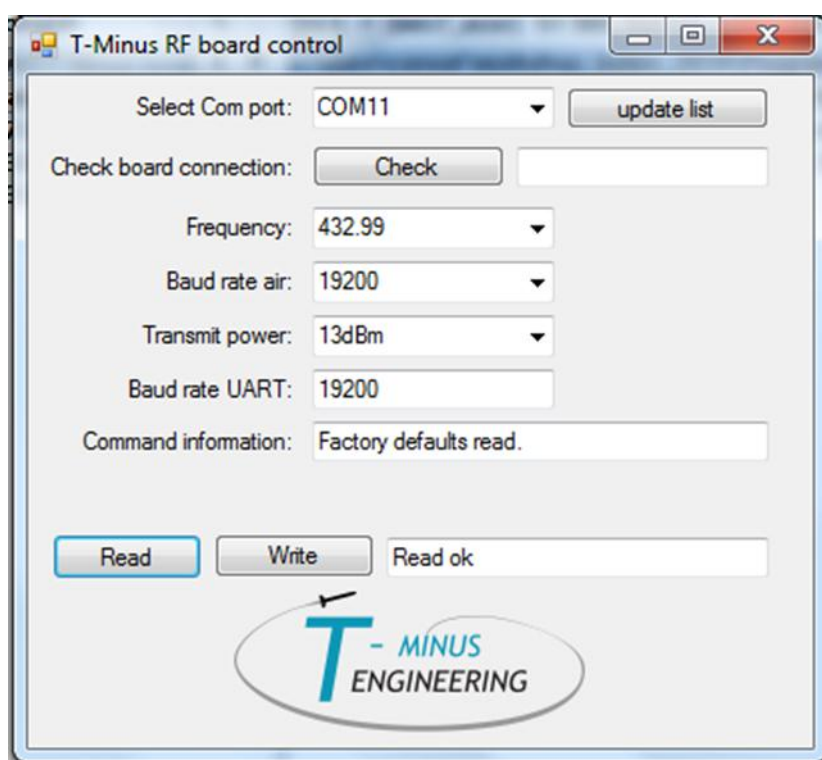 T-Minus RF board control
Select Com port: COM11 update list
Check board connection: Check
Frequency: 432.99
Baud rate air: 19200
Transmit power: 13dBm
Baud rate UART: 19200
Command information: Factory defaults read.
Read Write Read ok
T - MINUS
ENGINEERING